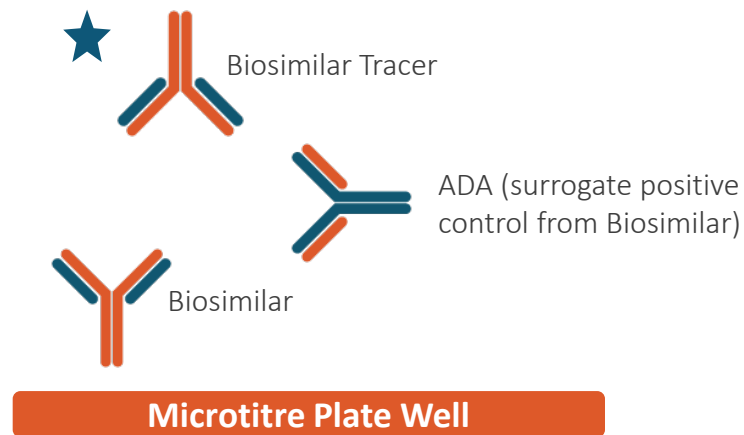 Biosimilar Tracer
ADA (surrogate positive
control from Biosimilar)
Biosimilar
Microtitre Plate Well